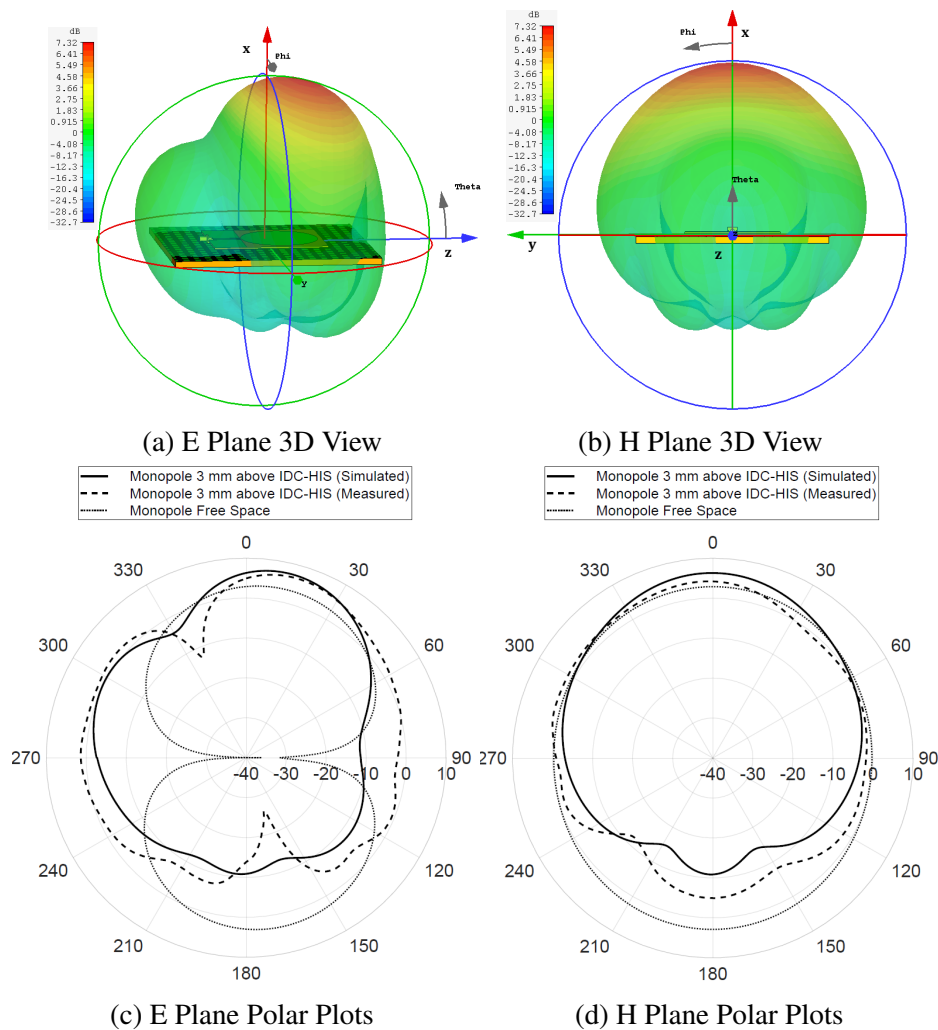 dB
7.32
6.41
5.49
4.58
3.66
2.75
1.83
0.915
0
-4.08
-8.17
-12.3
-16.3
-20.4
-24.5
-28.6
-32.7
x
Phi
Theta
z
y
dB
7.32
6.41
5.49
4.58
3.66
2.75
1.83
0.915
0
-4.08
-8.17
-12.3
-16.3
-20.4
-24.5
-28.6
-32.7
x
Phi
Theta
y
z
(a) E Plane 3D View
(b) H Plane 3D View
Monopole 3 mm above IDC-HIS (Simulated)
Monopole 3 mm above IDC-HIS (Measured)
Monopole Free Space
0
330 30
300 60
270 -40 -30 -20 -10 0 10 90
240 120
210 150
180
Monopole 3 mm above IDC-HIS (Simulated)
Monopole 3 mm above IDC-HIS (Measured)
Monopole Free Space
0
330 30
300 60
270 -40 -30 -20 -10 0 10 90
240 120
210 150
180
(c) E Plane Polar Plots
(d) H Plane Polar Plots